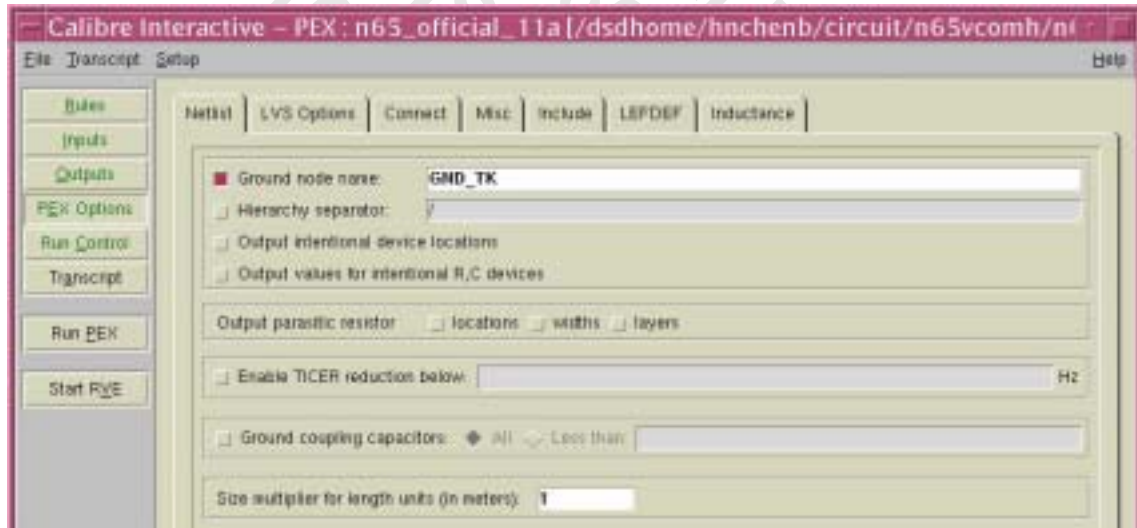 Calibre Interactive - PEX : n65_official_11a [/dsdhome/hnchenb/circuit/n65vcomh/n
File Transcript Setup Help
Rules
Inputs
Outputs
PEX Options
Run Control
Transcript
Run PEX
Start RVE
Netlist LVS Options Connect Misc Include LEFDEF Inductance
Ground node name: GND_TK
Hierarchy separator: /
Output intentional device locations
Output values for intentional R,C devices
Output parasitic resistor locations widths layers
Enable TICER reduction below: Hz
Ground coupling capacitors: All Less than:
Size multiplier for length units (in meters): 1